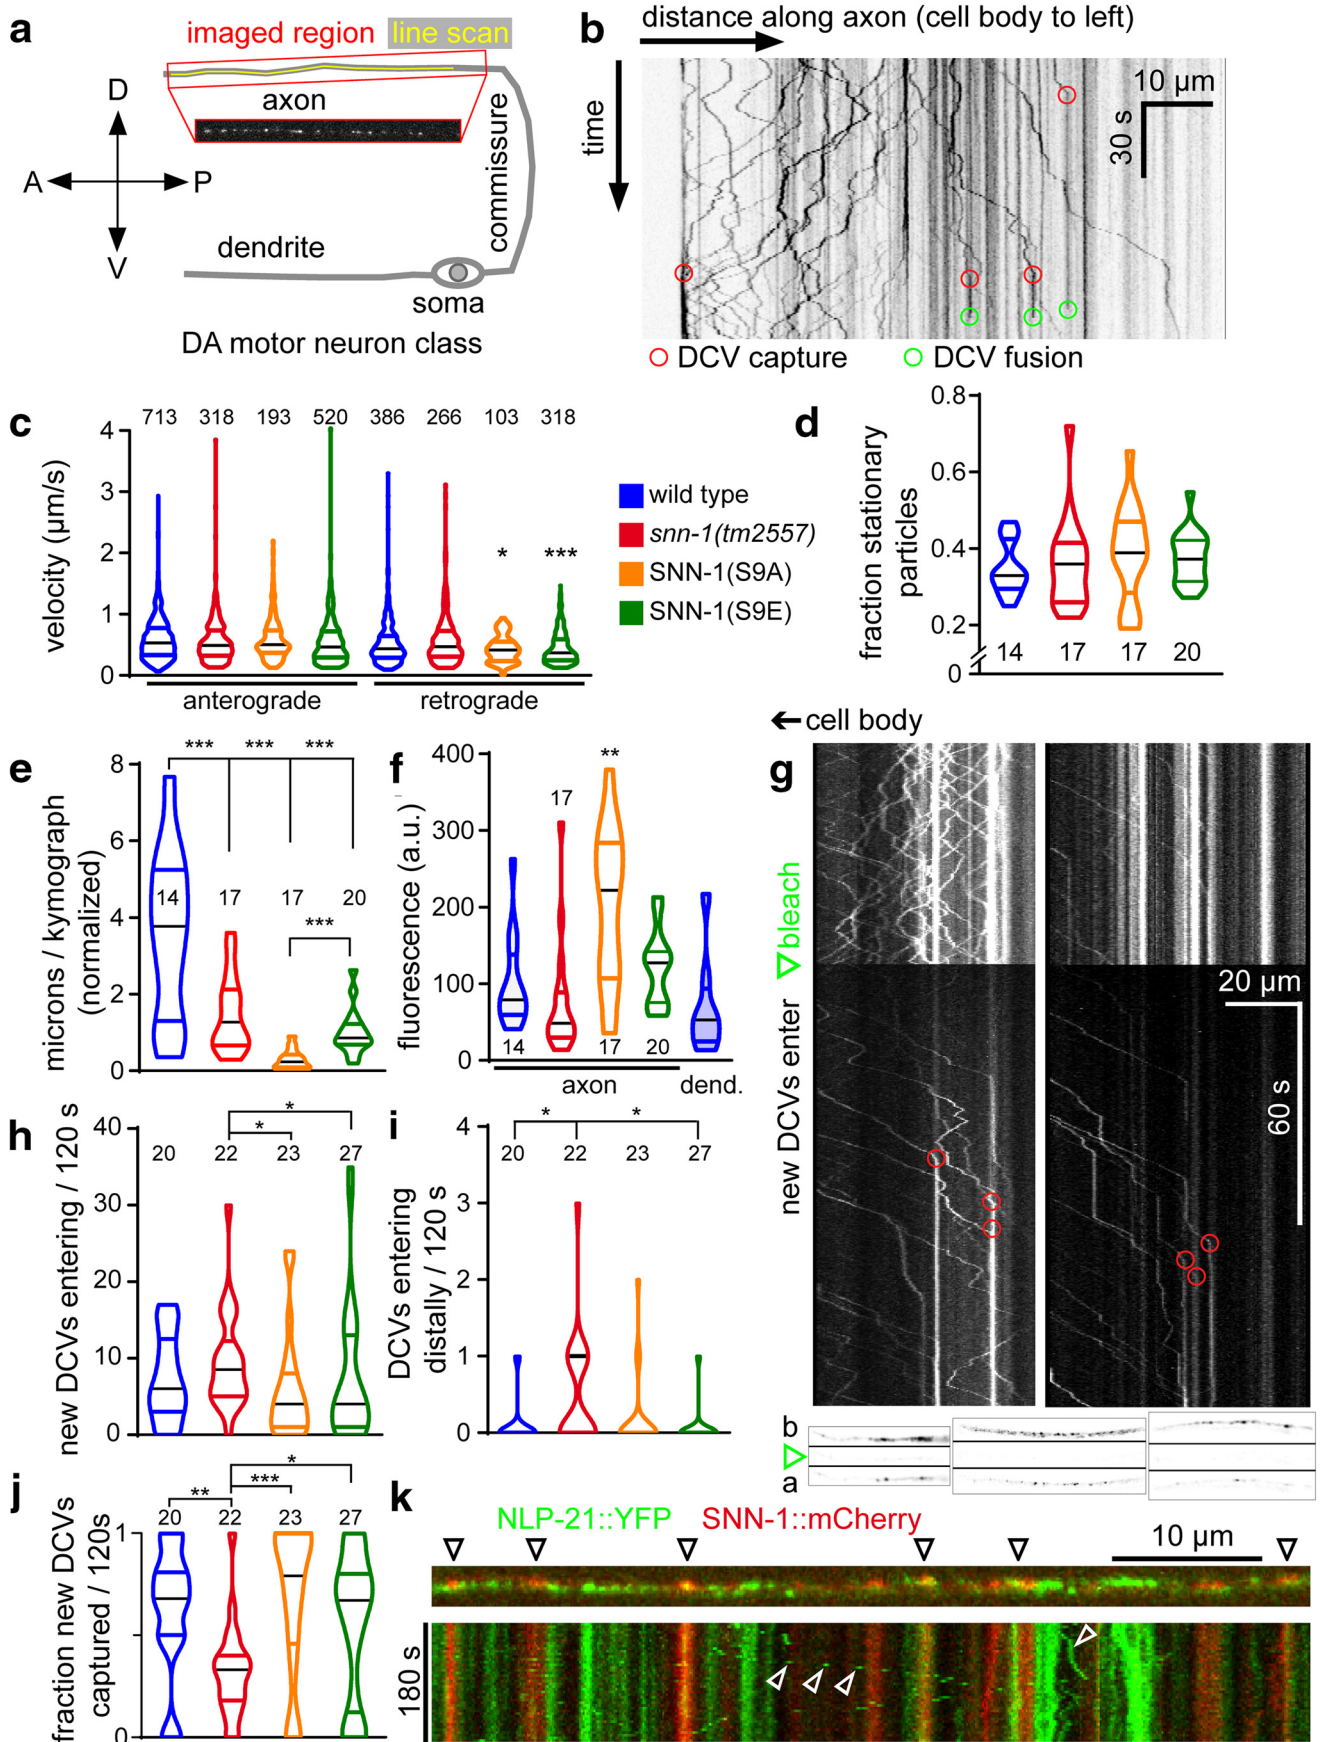 a
imaged region line scan
D
axon
A P
commissure
V
dendrite
soma
DA motor neuron class
b
distance along axon (cell body to left)
time
10 µm
30 s
DCV capture DCV fusion
c
713 318 193 520 386 266 103 318
velocity (µm/s)
4
3
2
1
0
* ***
anterograde retrograde
wild type
snn-1(tm2557)
SNN-1(S9A)
SNN-1(S9E)
d
fraction stationary
particles
0.8
0.6
0.4
0.2
0
14 17 17 20
e
microns / kymograph
(normalized)
8
6
4
2
0
*** *** ***
14 17 17 20
***
f
fluorescence (a.u.)
400
300
200
100
0
**
17
14 17 20
axon dend.
g
cell body
bleach
new DCVs enter
20 µm
60 s
b
a
h
new DCVs entering / 120 s
40
30
20
10
0
*
*
20 22 23 27
i
DCVs entering
distally / 120 s
4
3
2
1
0
* *
20 22 23 27
j
fraction new DCVs
captured / 120s
1
0
*
** ***
20 22 23 27
k
NLP-21::YFP SNN-1::mCherry
10 µm
180 s